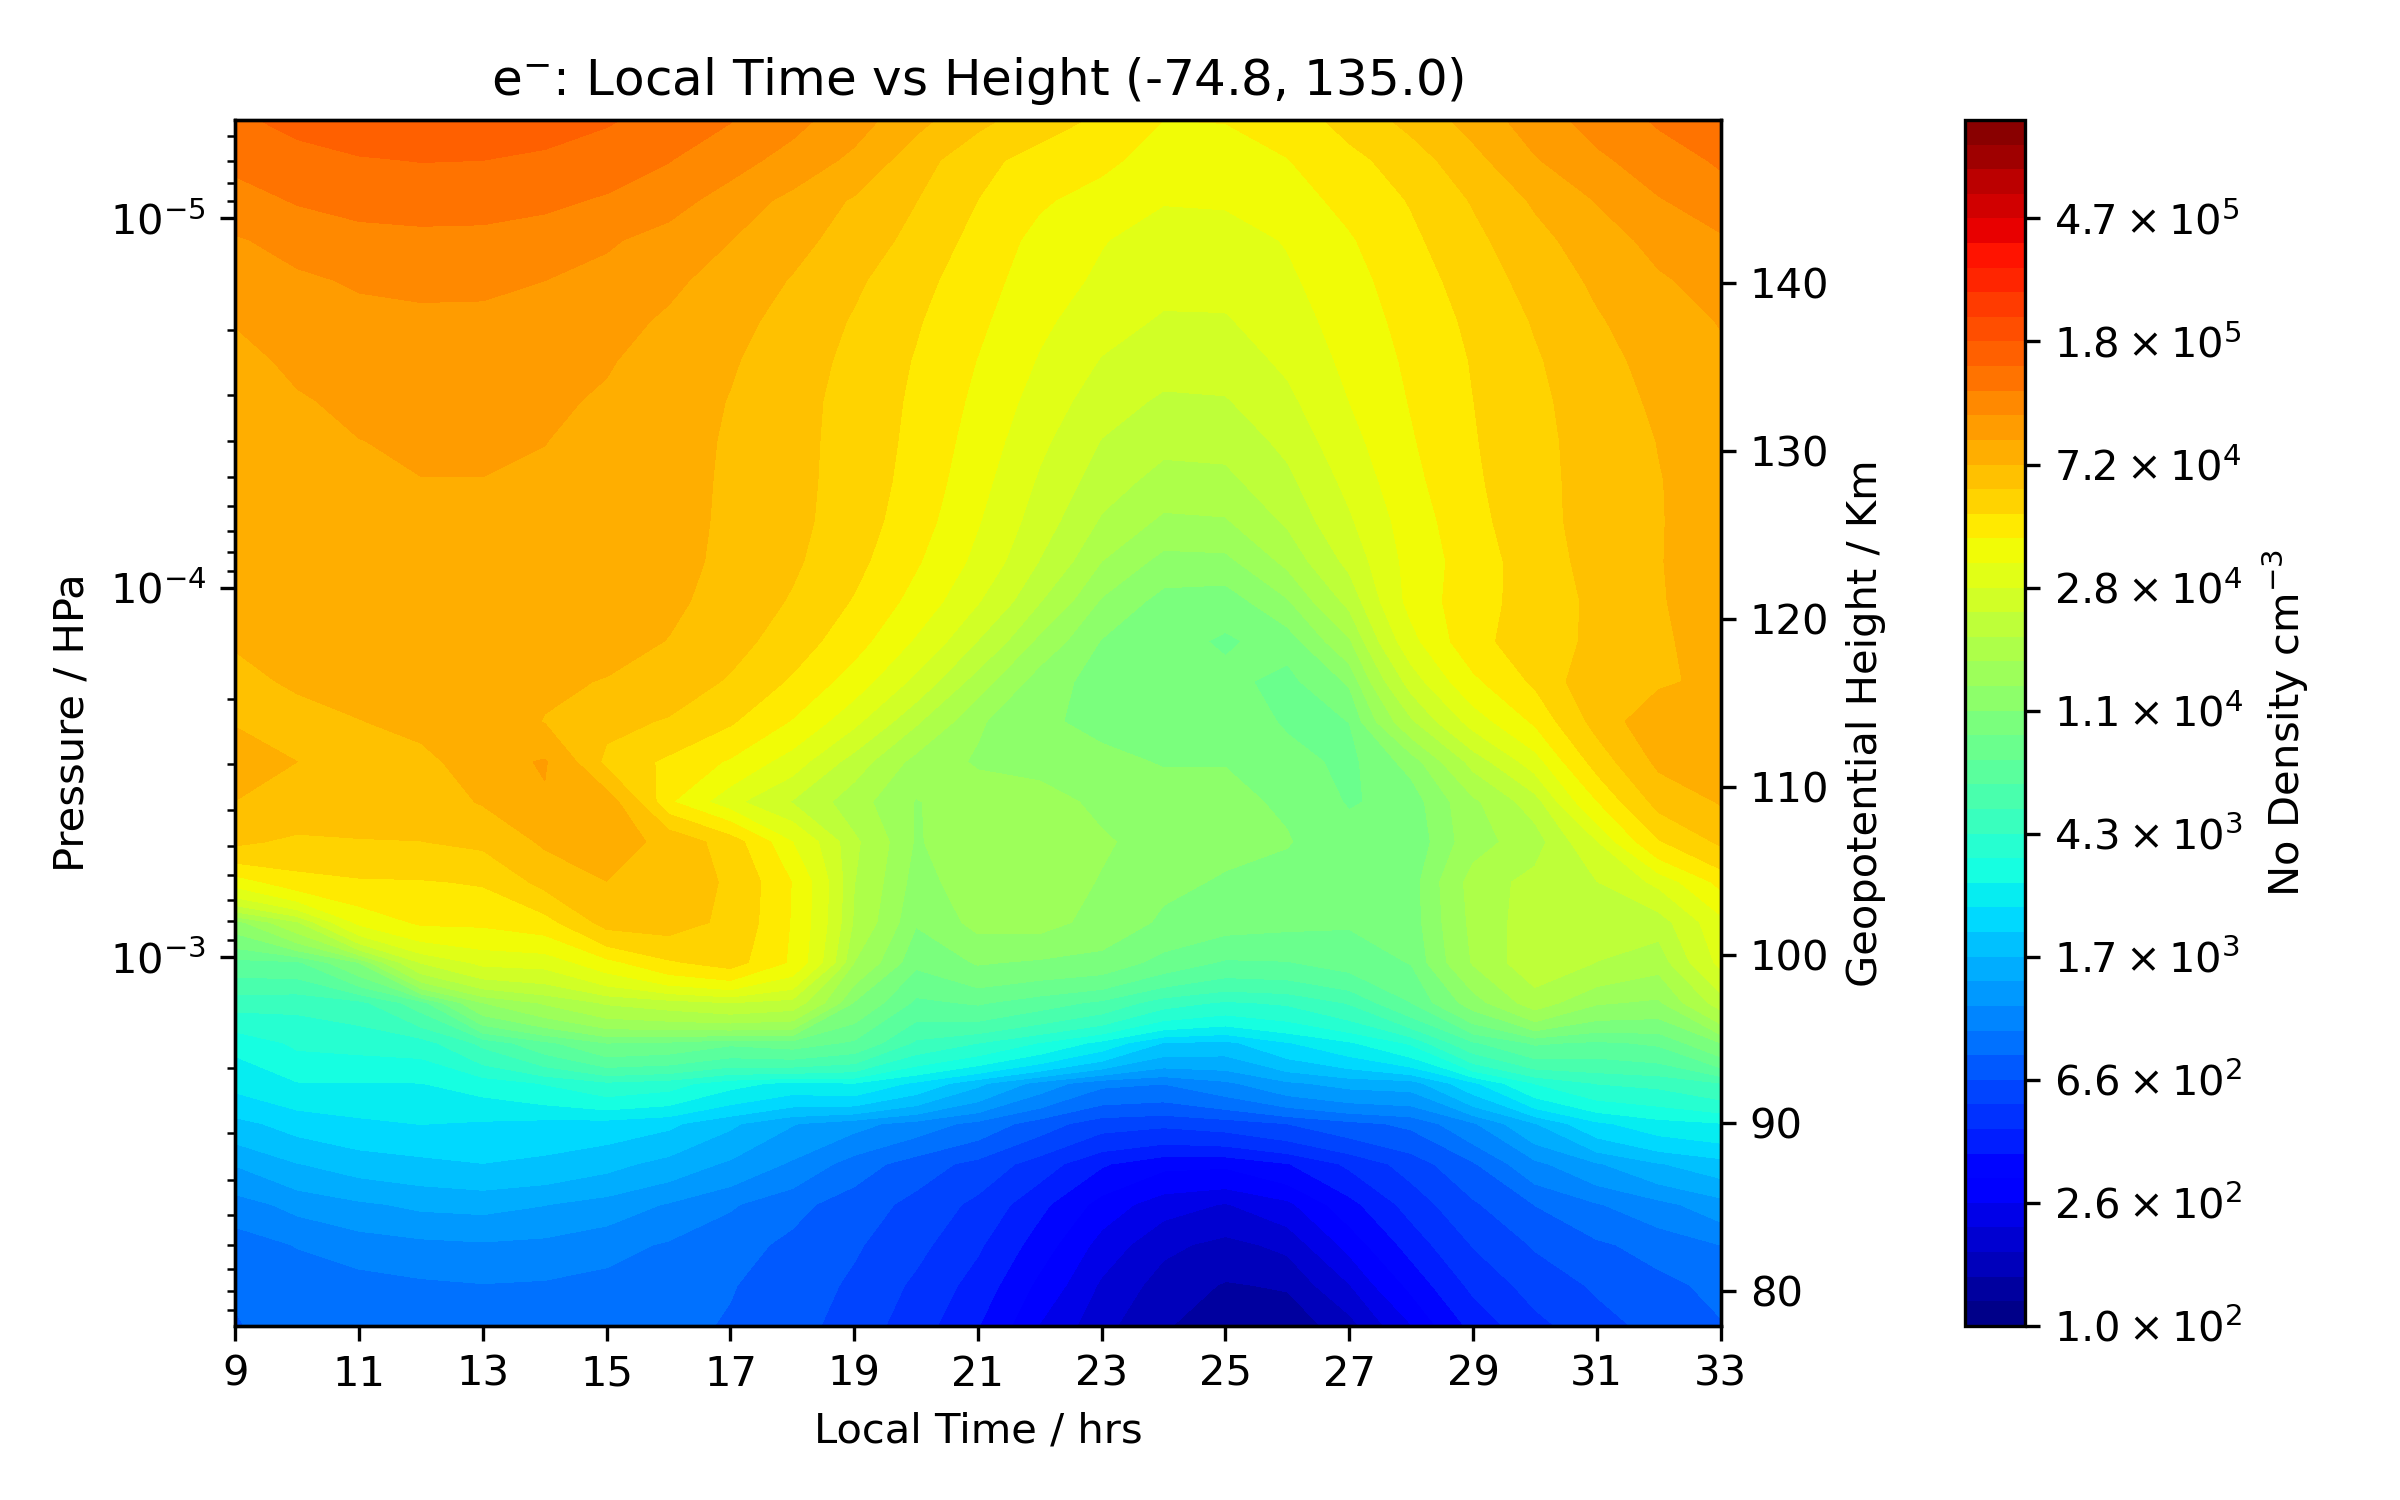 e⁻: Local Time vs Height (-74.8, 135.0)
Pressure / HPa
10⁻⁵
10⁻⁴
10⁻³
9 11 13 15 17 19 21 23 25 27 29 31 33
Local Time / hrs
140
130
120
110
100
90
80
Geopotential Height / Km
4.7 × 10⁵
1.8 × 10⁵
7.2 × 10⁴
2.8 × 10⁴
1.1 × 10⁴
4.3 × 10³
1.7 × 10³
6.6 × 10²
2.6 × 10²
1.0 × 10²
No Density cm⁻³